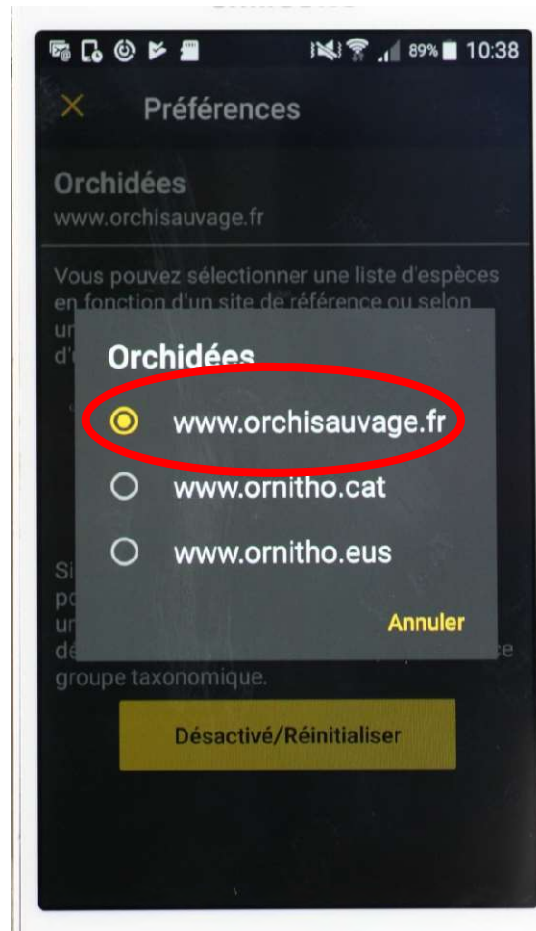 89% 10:38
Préférences
Orchidées
www.orchisauvage.fr
Vous pouvez sélectionner une liste d'espèces
en fonction d'un site de référence ou selon
Orchidées
www.orchisauvage.fr
www.ornitho.cat
www.ornitho.eus
Si
Annuler
groupe taxonomique.
Désactivé/Réinitialiser